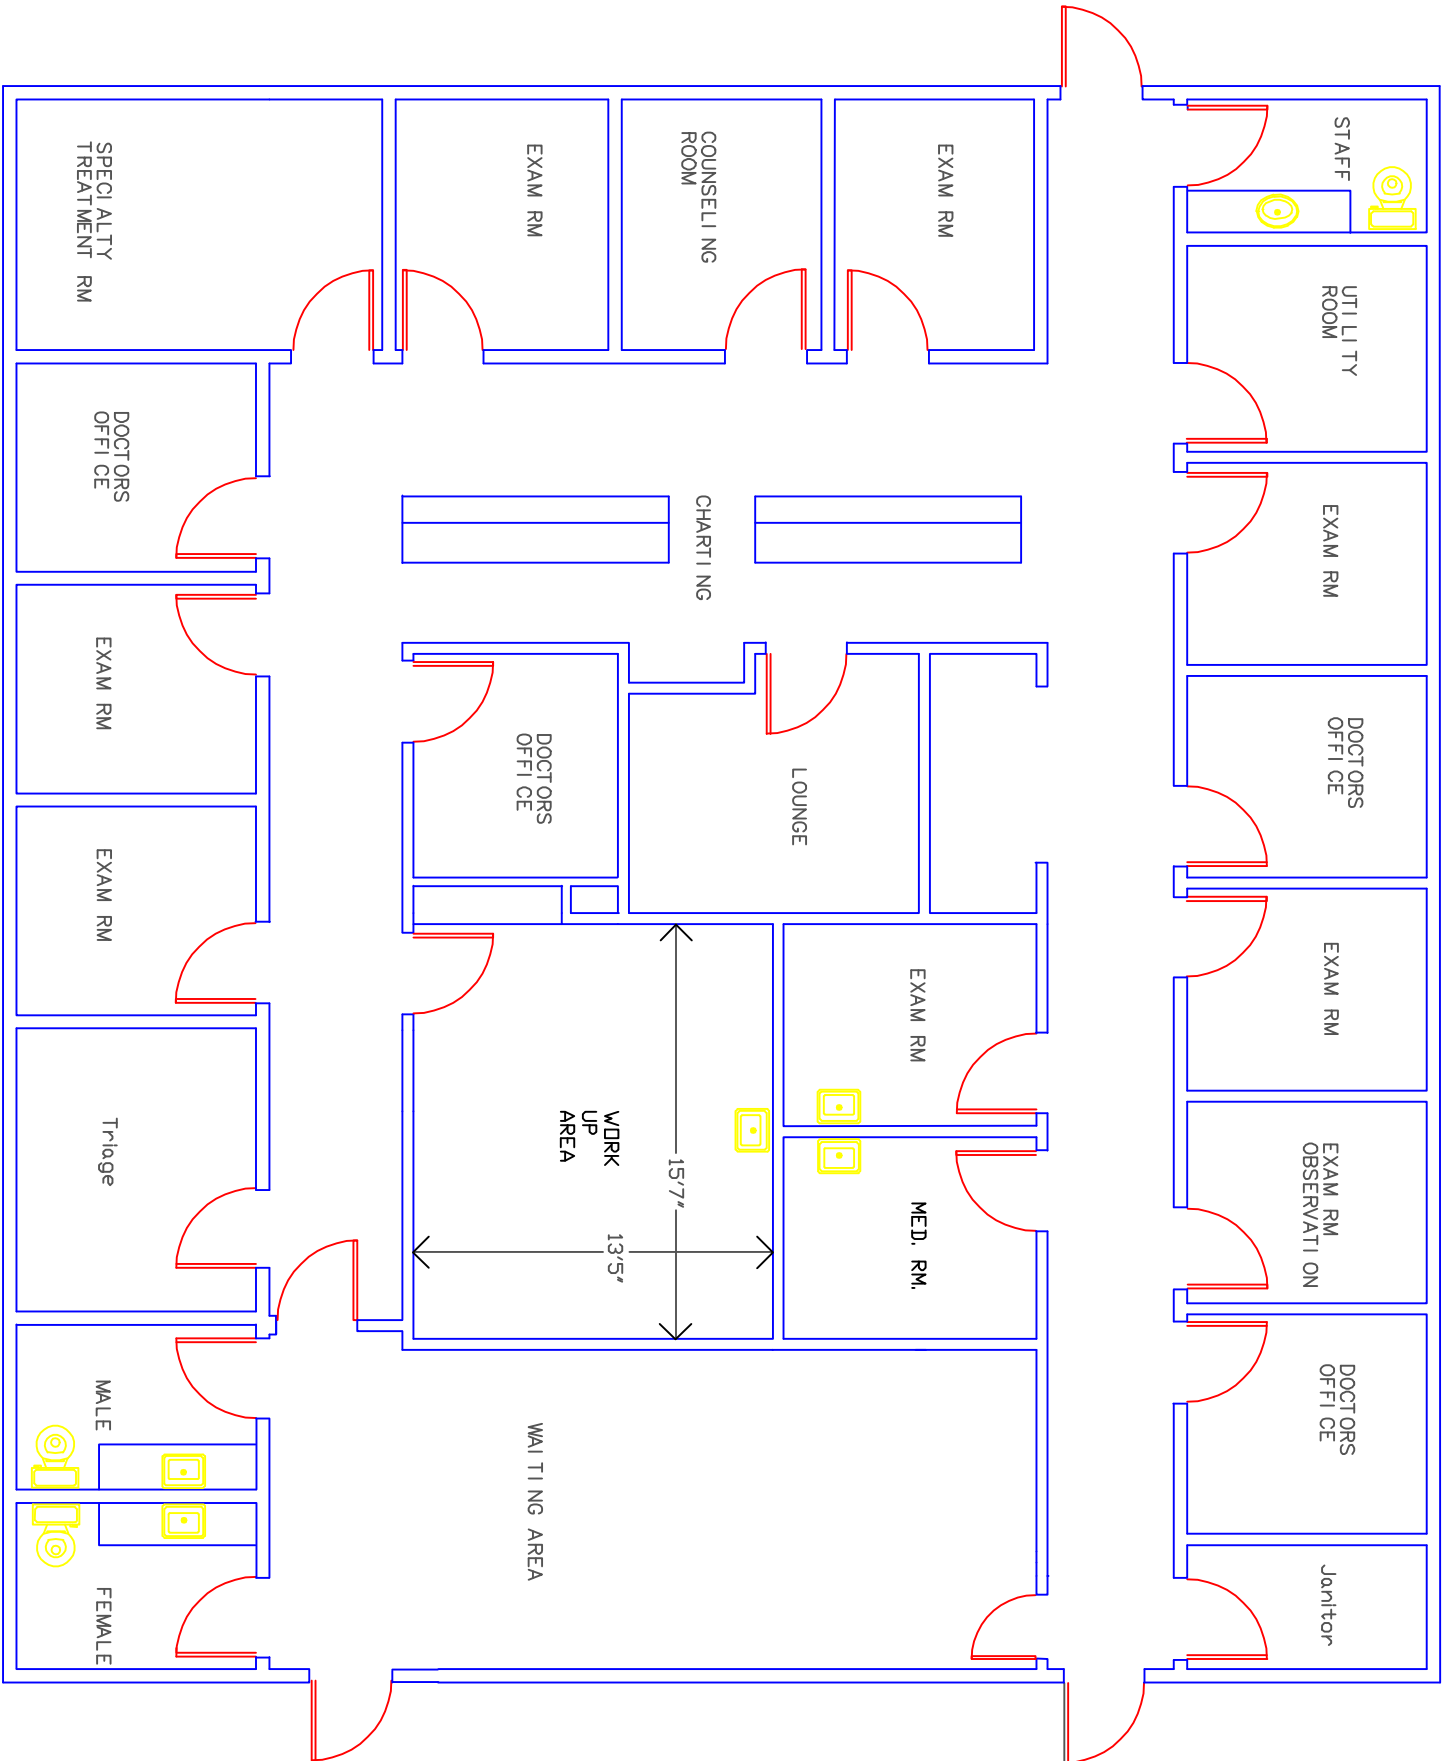 STAFF
UTILITY
ROOM
EXAM RM
DOCTORS
OFFICE
EXAM RM
EXAM RM
OBSERVATION
DOCTORS
OFFICE
Janitor
EXAM RM
EXAM RM
MED. RM.
LOUNGE
COUNSELING
ROOM
CHARTING
15'7"
WORK
UP
AREA
13'5"
EXAM RM
DOCTORS
OFFICE
WAITING AREA
SPECIALTY
TREATMENT RM
DOCTORS
OFFICE
EXAM RM
EXAM RM
Triage
MALE
FEMALE